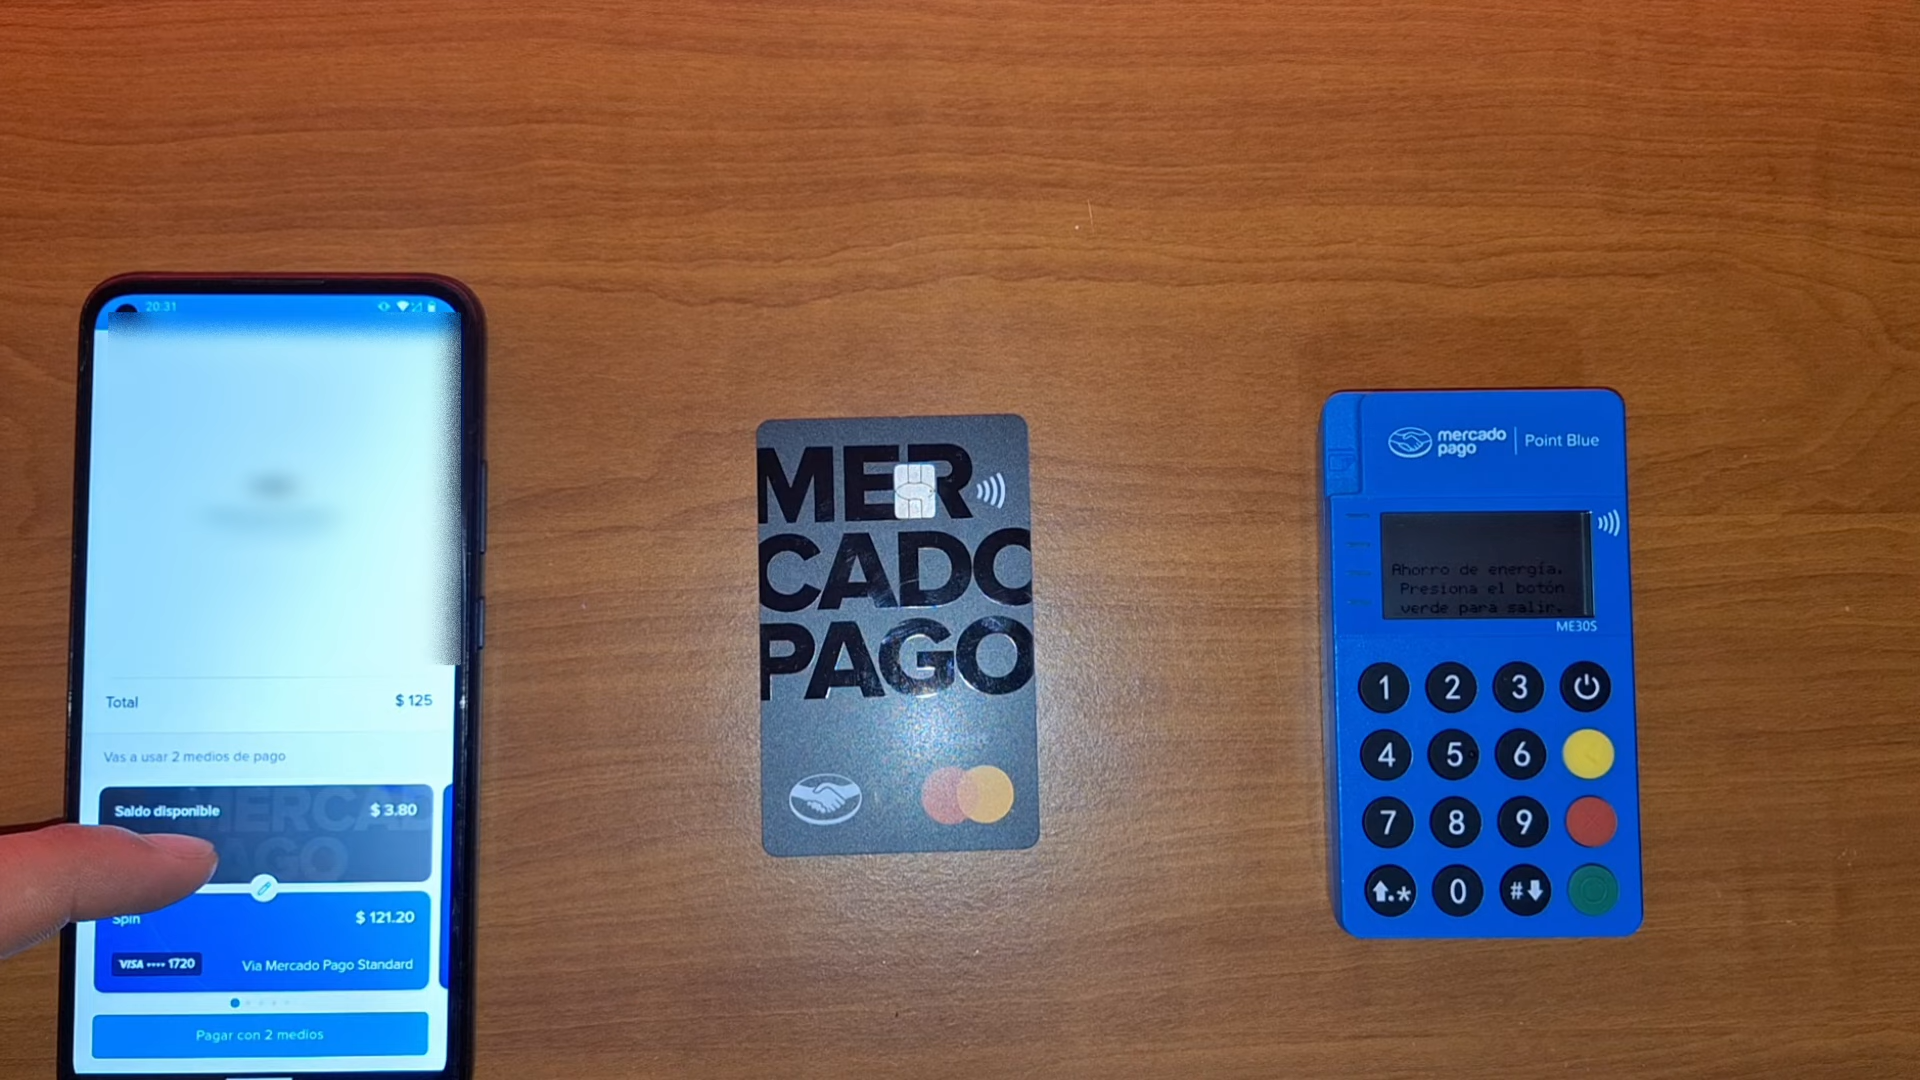 20:31
Total $ 125
Vas a usar 2 medios de pago
MERCAD
Saldo disponible $ 3.80
AGO
Spin $ 121.20
VISA •••• 1720 Via Mercado Pago Standard
Pagar con 2 medios
MER
CADO
PAGO
mercado
pago
Point Blue
Ahorro de energía.
Presiona el botón
verde para salir.
ME30S
1 2 3
4 5 6
7 8 9
.* 0 #